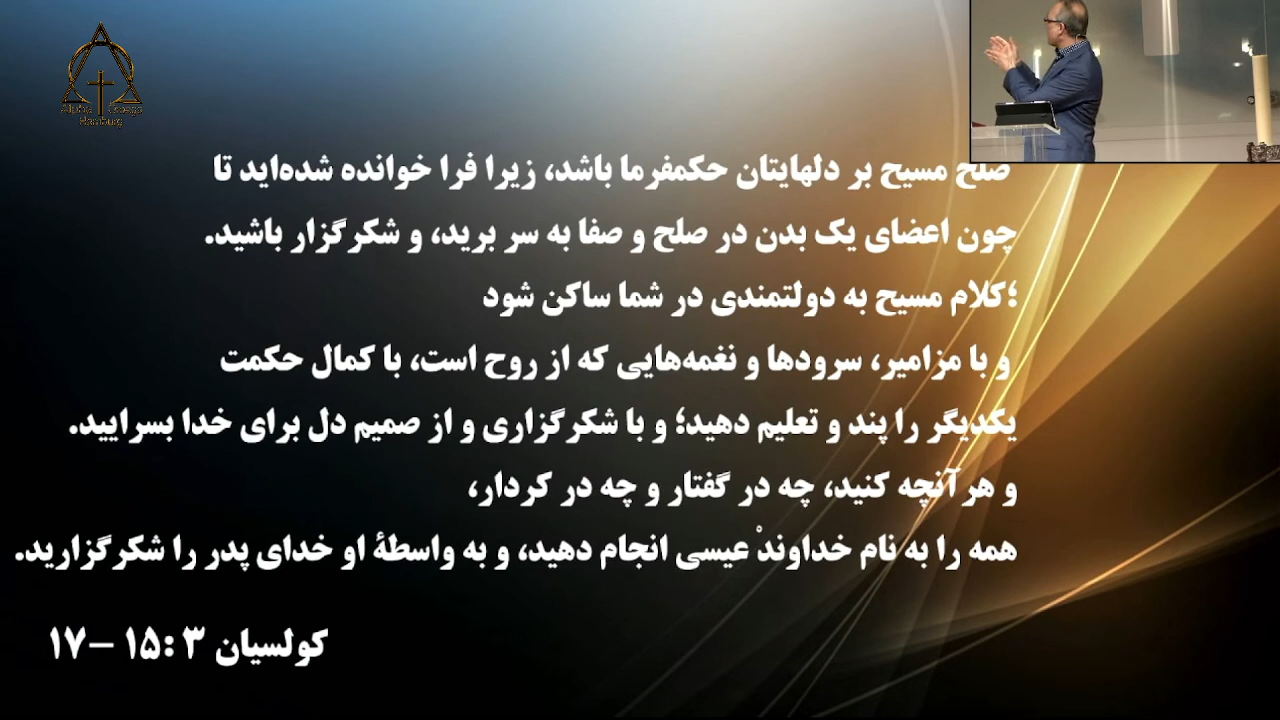 Alpha Omega
Hamburg
صلح مسیح بر دلهایتان حکمفرما باشد، زیرا فرا خوانده شده‌اید تا
چون اعضای یک بدن در صلح و صفا به سر برید، و شکرگزار باشید.
؛کلام مسیح به دولتمندی در شما ساکن شود
و با مزامیر، سرودها و نغمه‌هایی که از روح است، با کمال حکمت
یکدیگر را پند و تعلیم دهید؛ و با شکرگزاری و از صمیم دل برای خدا بسرایید.
و هرآنچه کنید، چه در گفتار و چه در کردار،
همه را به نام خداوندْ عیسی انجام دهید، و به واسطهٔ او خدای پدر را شکرگزارید.
کولسیان ۳ :۱۵ –۱۷